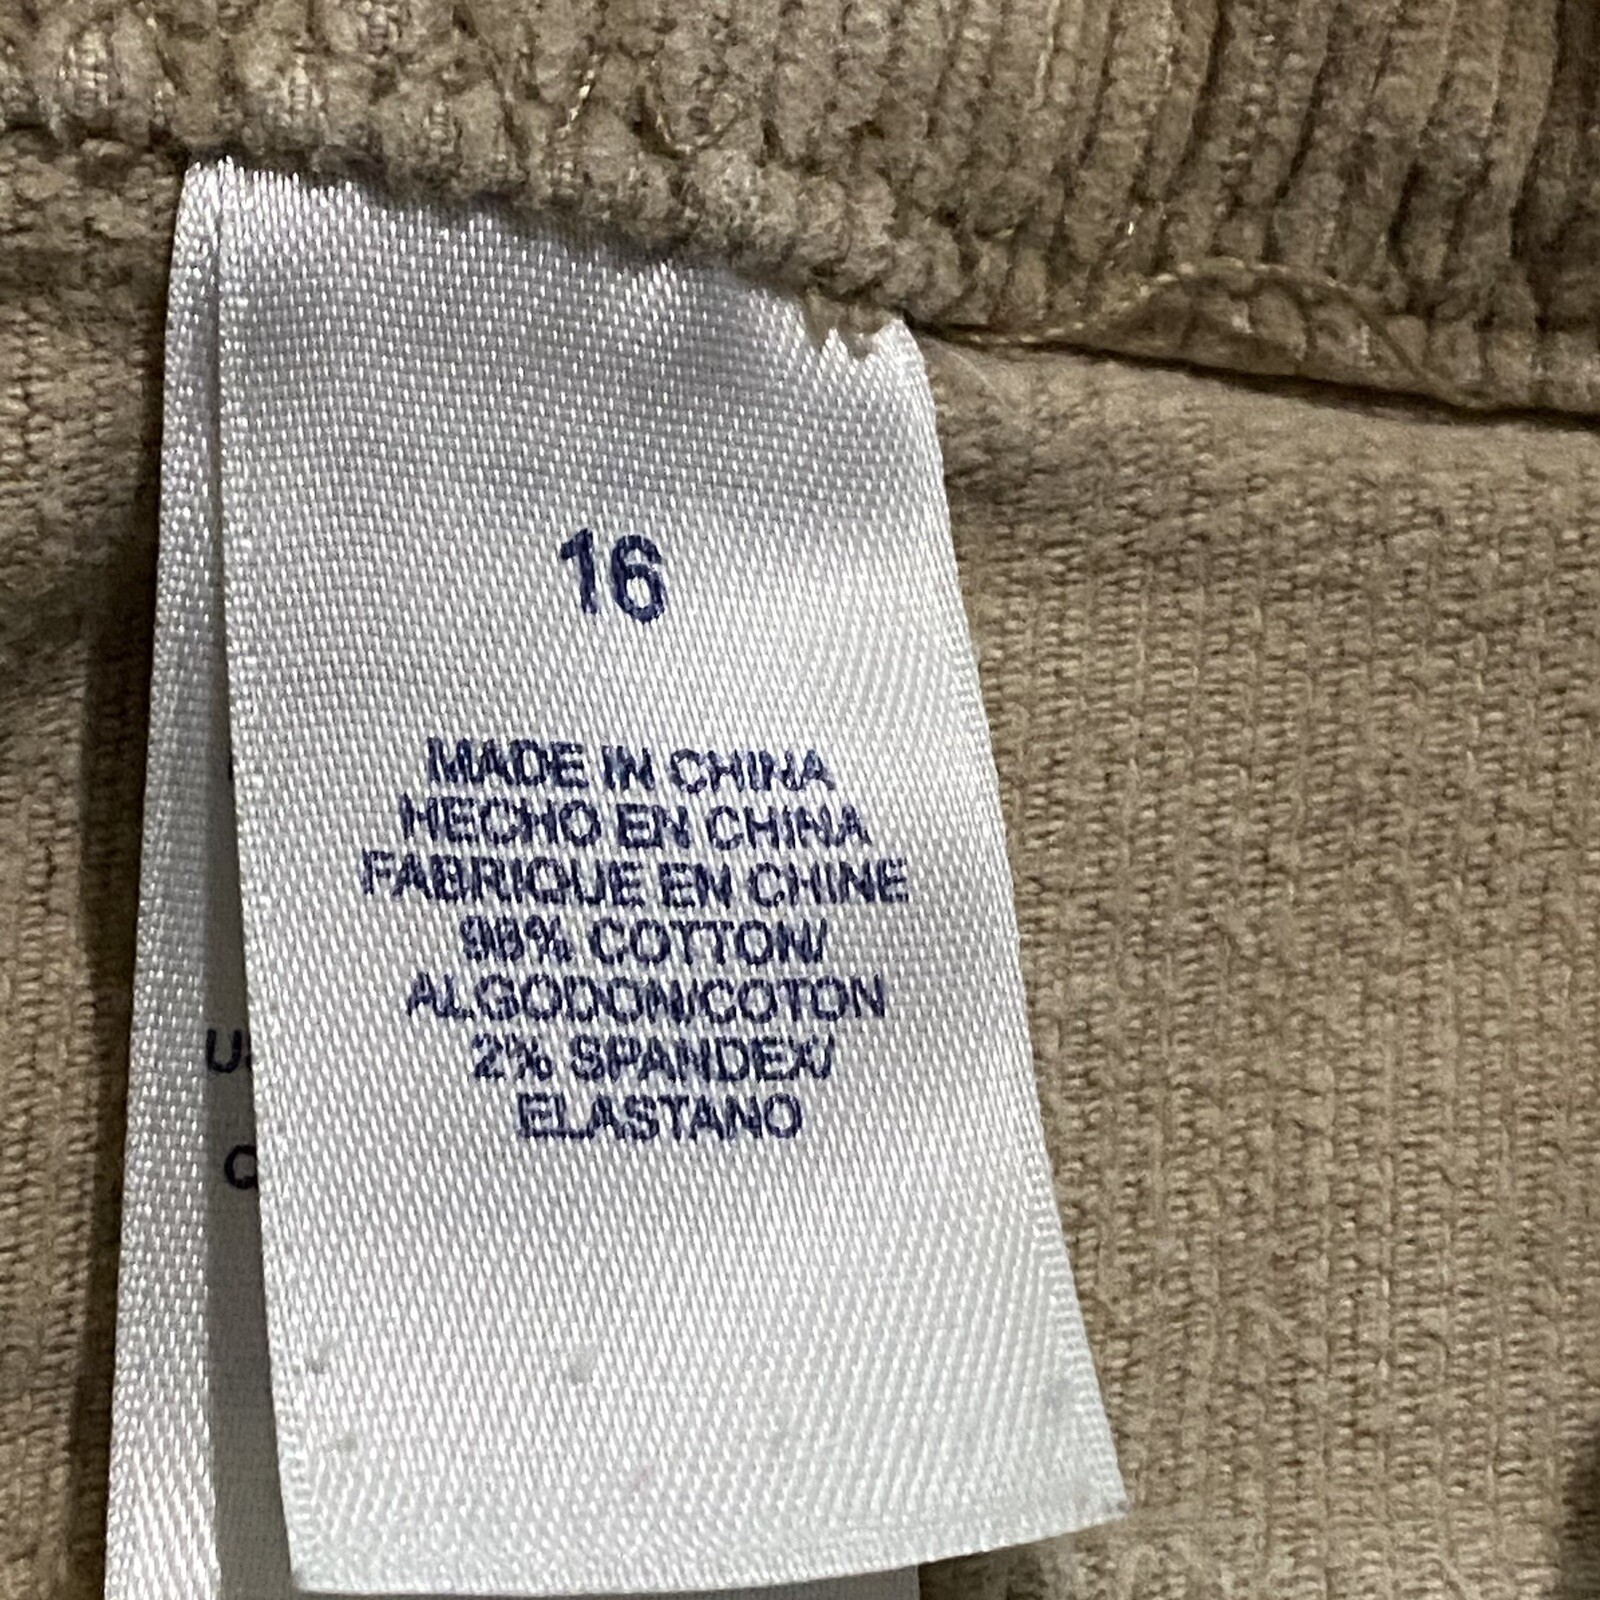 16
MADE IN CHINA
HECHO EN CHINA
FABRIQUE EN CHINE
98% COTTON/
ALGODON/COTON
2% SPANDEX/
ELASTANO